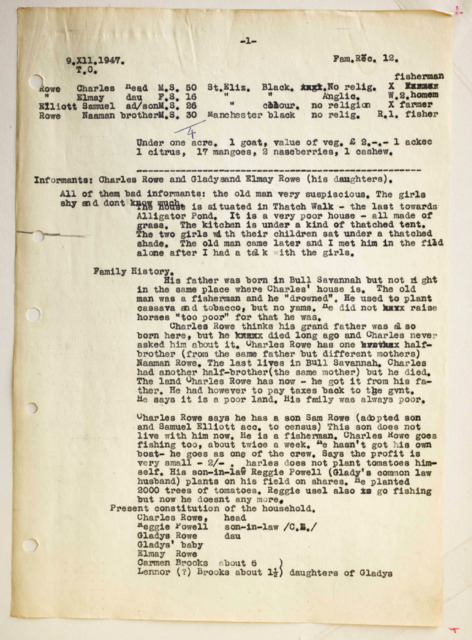 -1-
9.X11.1947. Fam.Rec. 12.
T.O.
fisherman
Rowe Charles Head M.S. 50 St.Eliz. Black. xxxx.No relig. X xxxxxx
" Elmay dau F.S. 16 " " Anglic. W.2.homem
Elliott Samuel ad/sonM.S. 26 " colour. no religion X farmer
Rowe Naaman brotherM.S. 30 Manchester black no relig. R.l. fisher
4
Under one acre. 1 goat, value of veg. £ 2.-.- 1 ackee
1 citrus, 17 mangoes, 2 naseberries, 1 cashew.
Informents: Charles Rowe and Gladysand Elmay Rowe (his daughters).
All of them bad informants: the old man very suspicious. The girls
shy and dont know much.
The house is situated in Thatch Walk - the last towards
Alligator Pond. It is a very poor house - all made of
grass. The kitchen is under a kind of thatched tent.
The two girls with their children sat under a thatched
shade. The old man came later and I met him in the fild
alone after I had a talk with the girls.
Family History.
His father was born in Bull Savannah but not right
in the place where Charles' house is. The old
man was a fisherman and he "drowned". He used to plant
cassava and tobacco, but no yams. He did not xxxx raise
horses "too poor" for that he was.
Charles Rowe thinks his grand father was also
born here, but he xxxxx died long ago and Charles never
asked him about it. Charles Rowe has one xxxxxxxx half-
brother (from the same father but different mothers)
Naaman Rowe. The last lives in Bull Savannah. Charles
had another half-brother(the same mother) but he died.
The land Charles Rowe has now - he got it from his fa-
ther. He had however to pay taxes back to the gvnt.
He says it is a poor land. His family was always poor.
Charles Rowe says he has a son Sam Rowe (adopted son
and Samuel Elliott acc. to census) This son does not
live with him now. He is a fisherman. Charles Rowe goes
fishing too, about twice a week. He hasn't got his own
boat- he goes as one of the crew. Says the profit is
very small - 2/-. Charles does not plant tomatoes him-
self. His son-in-law Reggie Powell (Glady's common law
husband) plants on his field on shares. He planted
2000 trees of tomatoes. Reggie usel also to go fishing
but now he doesnt any more.
Present constitution of the household.
Charles Rowe, head
Reggie Powell son-in-law /C.L./
Gladys Rowe dau
Gladys' baby
Elmay Rowe
Carmen Brooks about 6 )
Lennor (?) Brooks about 1½) daughters of Gladys